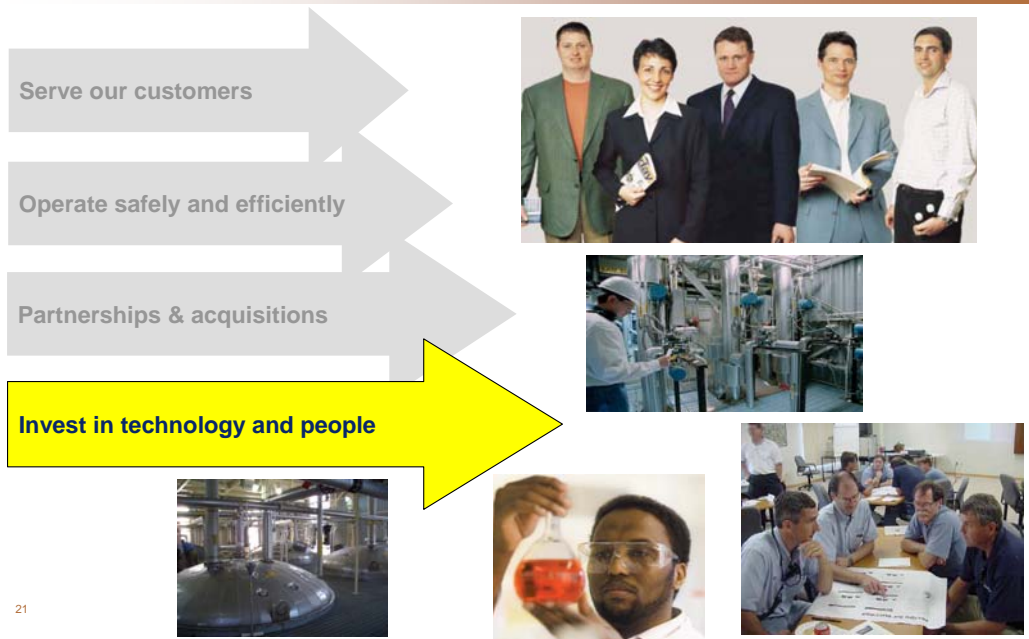 Serve our customers
Operate safely and efficiently
Partnerships & acquisitions
Invest in technology and people
21